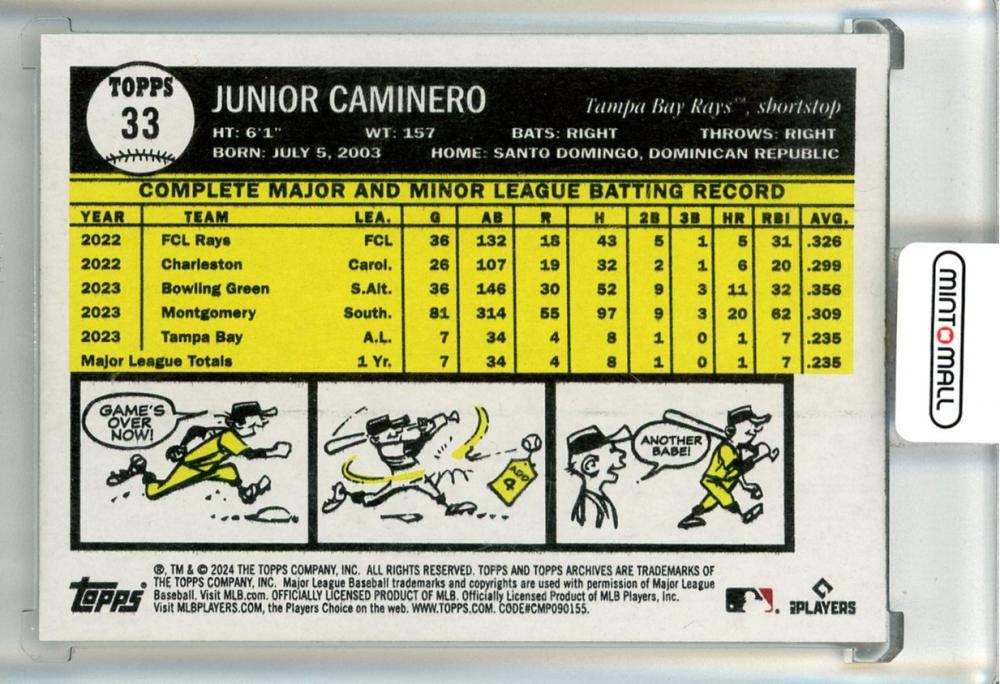 TOPPS
33
JUNIOR CAMINERO
Tampa Bay Rays™, shortstop
HT: 6'1" WT: 157 BATS: RIGHT THROWS: RIGHT
BORN: JULY 5, 2003 HOME: SANTO DOMINGO, DOMINICAN REPUBLIC
COMPLETE MAJOR AND MINOR LEAGUE BATTING RECORD
YEAR TEAM LEA. G AB R H 2B 3B HR RBI AVG.
2022 FCL Rays FCL 36 132 18 43 5 1 5 31 .326
2022 Charleston Carol. 26 107 19 32 2 1 6 20 .299
2023 Bowling Green S.Atl. 36 146 30 52 9 3 11 32 .356
2023 Montgomery South. 81 314 55 97 9 3 20 62 .309
2023 Tampa Bay A.L. 7 34 4 8 1 0 1 7 .235
Major League Totals 1 Yr. 7 34 4 8 1 0 1 7 .235
GAME'S
OVER
NOW!
ADD
4
ANOTHER
BABE!
®, TM & © 2024 THE TOPPS COMPANY, INC. ALL RIGHTS RESERVED. TOPPS AND TOPPS ARCHIVES ARE TRADEMARKS OF
THE TOPPS COMPANY, INC. Major League Baseball trademarks and copyrights are used with permission of Major League
Baseball. Visit MLB.com. OFFICIALLY LICENSED PRODUCT OF MLB. Officially Licensed Product of MLB Players, Inc.
Visit MLBPLAYERS.COM, the Players Choice on the web. WWW.TOPPS.COM. CODE#CMP090155.
Topps
PLAYERS
MINT MALL